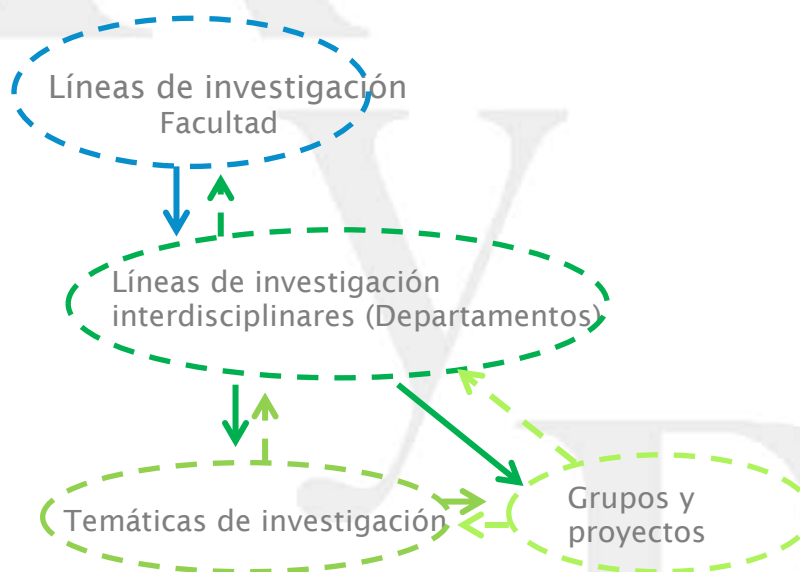 Líneas de investigación
Facultad
Líneas de investigación
interdisciplinares (Departamentos)
Temáticas de investigación
Grupos y
proyectos